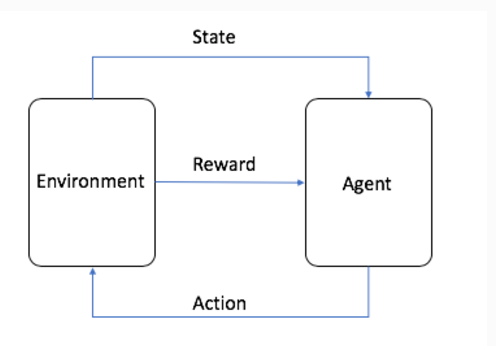 State
Environment
Reward
Agent
Action